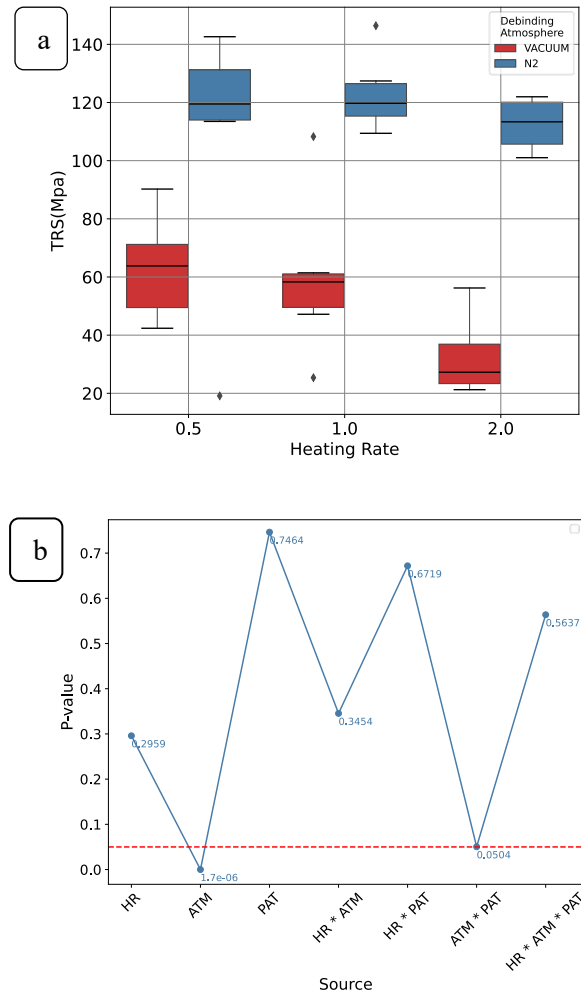 a
Debinding
Atmosphere
VACUUM
N2
140
120
100
80
60
40
20
TRS(Mpa)
0.5 1.0 2.0
Heating Rate
b
0.7
0.6
0.5
0.4
0.3
0.2
0.1
0.0
P-value
0.2959
1.7e-06
0.7464
0.3454
0.6719
0.0504
0.5637
HR
ATM
PAT
HR * ATM
HR * PAT
ATM * PAT
HR * ATM * PAT
Source